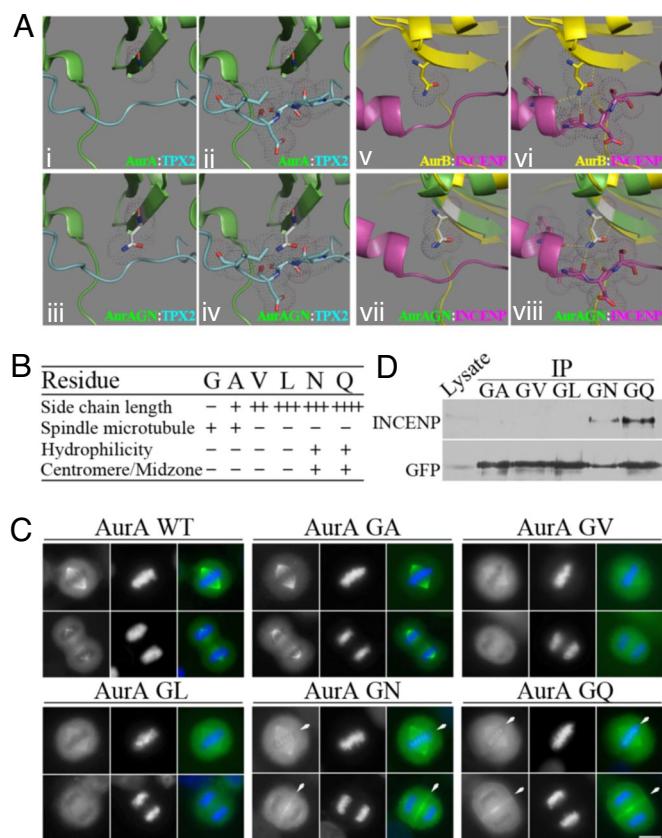 A
i
AurA:TPX2
ii
AurA:TPX2
v
AurB:INCENP
vi
AurB:INCENP
iii
AurAGN:TPX2
iv
AurAGN:TPX2
vii
AurAGN:INCENP
viii
AurAGN:INCENP
B
Residue G A V L N Q
Side chain length – + ++ +++ +++ ++++
Spindle microtubule + + – – – –
Hydrophilicity – – – – + +
Centromere/Midzone – – – – + +
D
Lysate IP
GA GV GL GN GQ
INCENP
GFP
C
AurA WT AurA GA AurA GV
AurA GL AurA GN AurA GQ